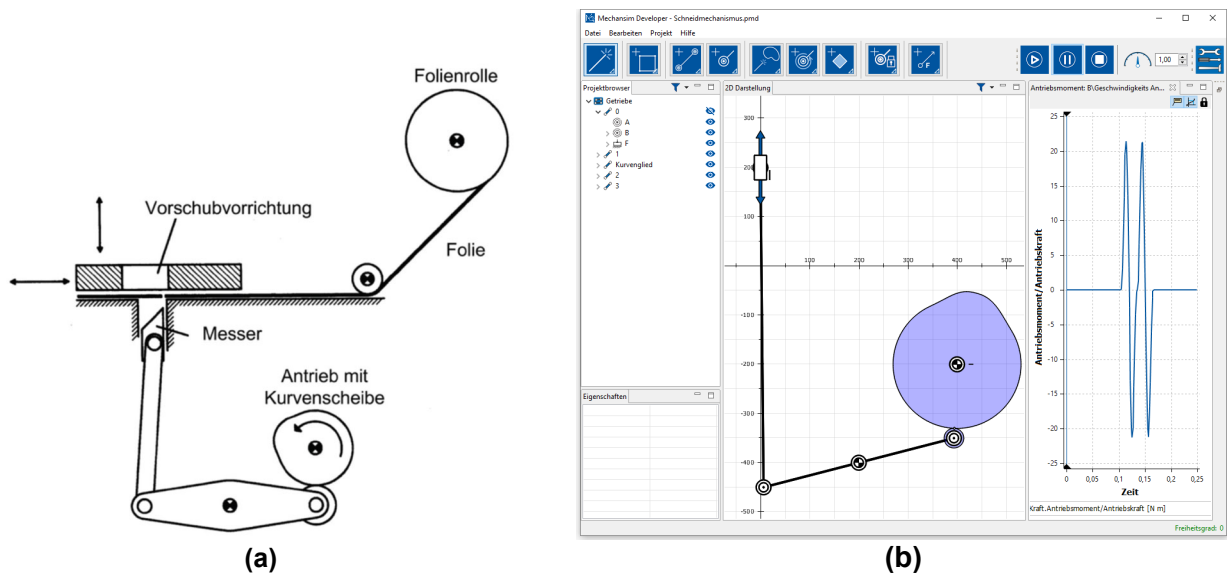 Folienrolle
Vorschubvorrichtung
Folie
Messer
Antrieb mit
Kurvenscheibe
(a)
Mechansim Developer - Schneidmechanismus.pmd
Datei Bearbeiten Projekt Hilfe
F
1,00
Projektbrowser
Getriebe
0
A
B
F
1
Kurvenglied
2
3
Eigenschaften
2D Darstellung
300
200
100
-100
-200
-300
-400
-500
100 200 300 400 500
Antriebsmoment: B\Geschwindigkeits An...
Antriebsmoment/Antriebskraft
25
20
15
10
5
0
-5
-10
-15
-20
-25
0 0,05 0,1 0,15 0,2 0,25
Zeit
Kraft.Antriebsmoment/Antriebskraft [N m]
Freiheitsgrad: 0
(b)